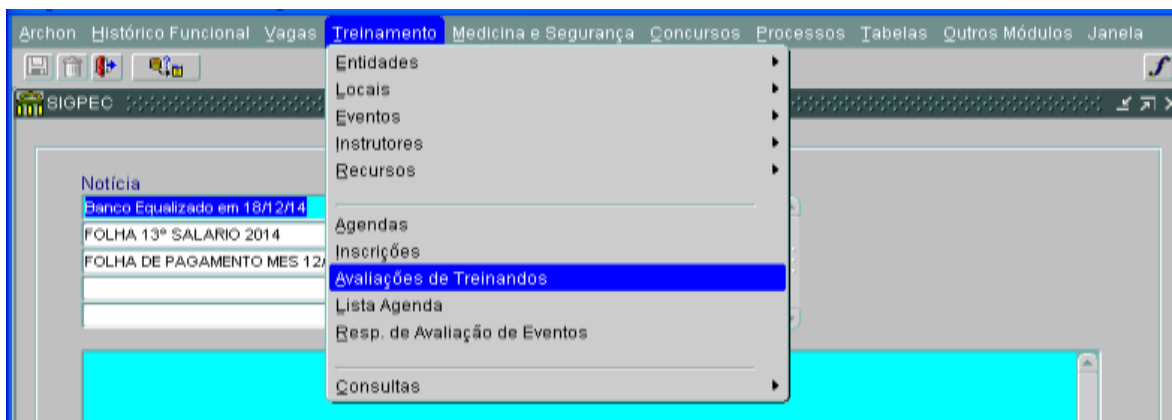 Archon Histórico Funcional Vagas Treinamento Medicina e Segurança Concursos Processos Tabelas Outros Módulos Janela
SIGPEC
Entidades
Locais
Eventos
Instrutores
Recursos
Agendas
Inscrições
Avaliações de Treinandos
Lista Agenda
Resp. de Avaliação de Eventos
Consultas
Notícia
Banco Equalizado em 18/12/14
FOLHA 13º SALARIO 2014
FOLHA DE PAGAMENTO MES 12/